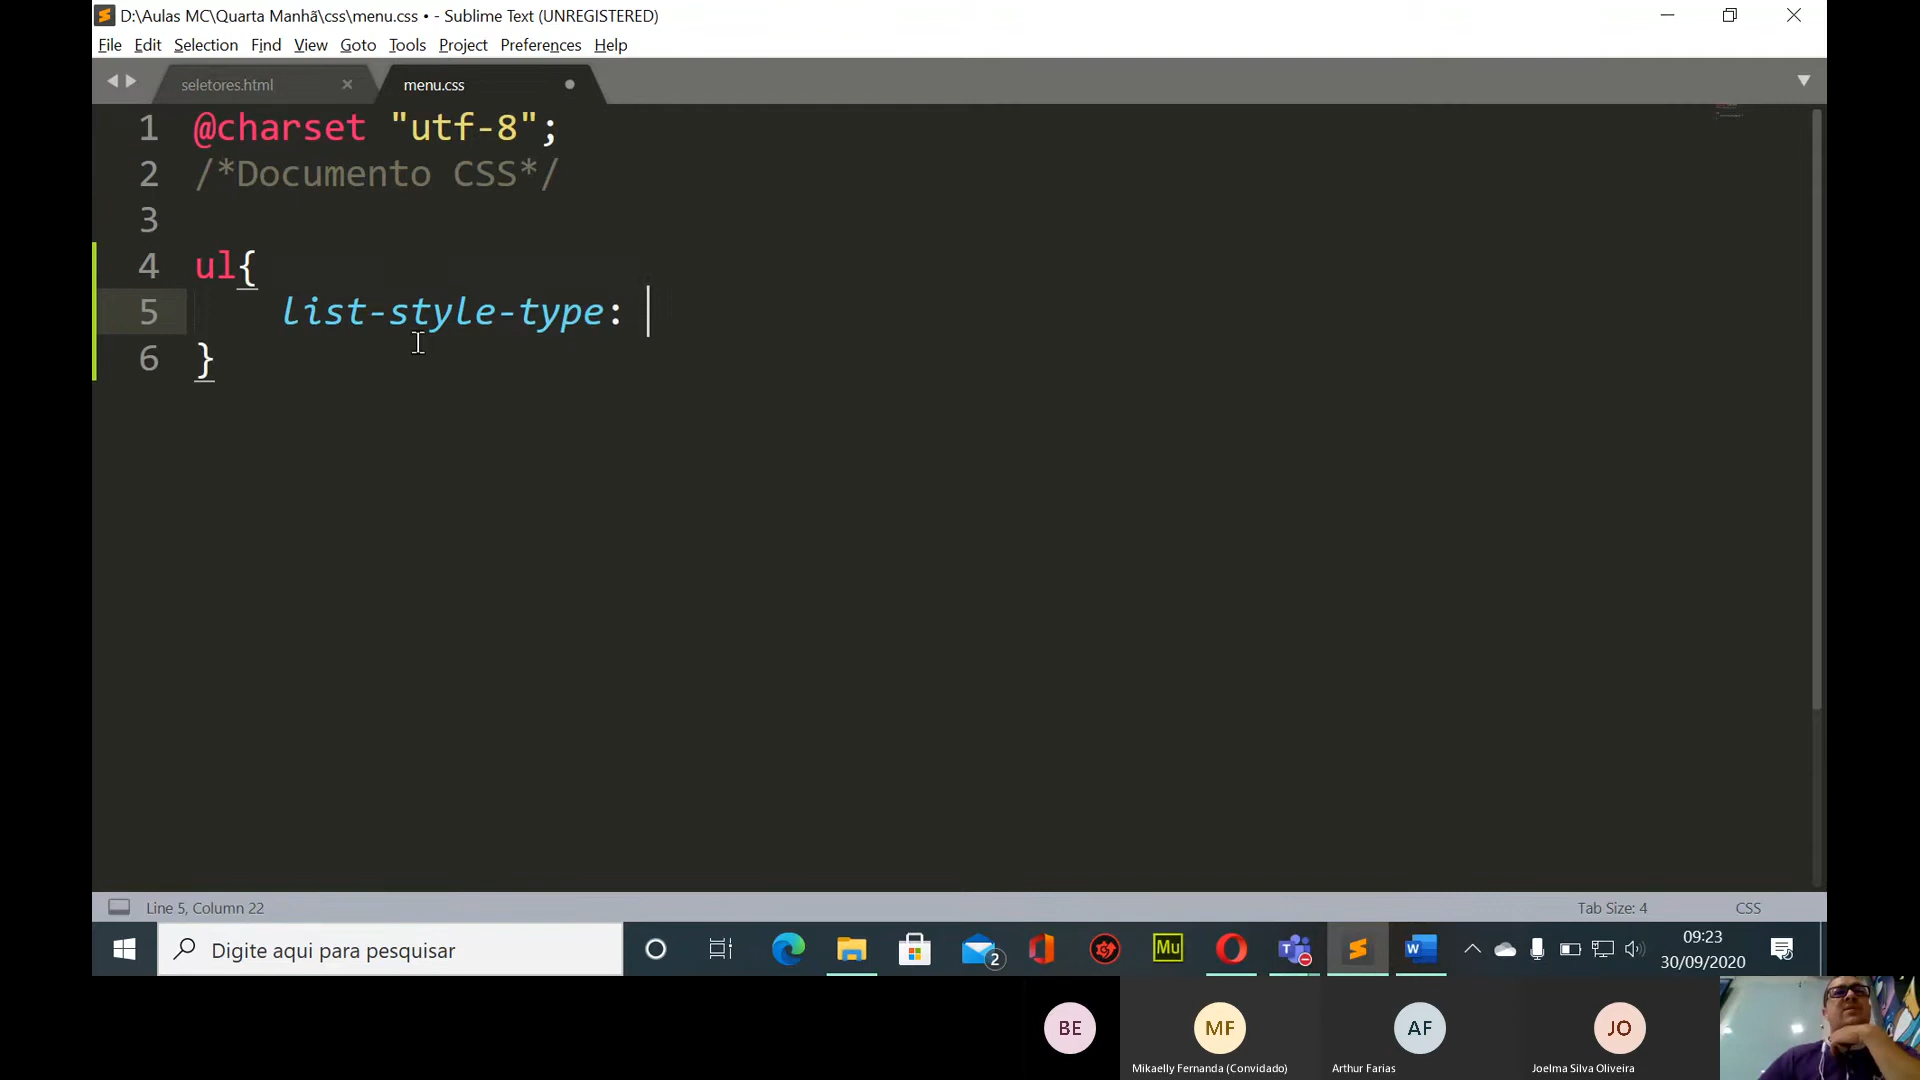 D:\Aulas MC\Quarta Manhã\css\menu.css • - Sublime Text (UNREGISTERED)
File Edit Selection Find View Goto Tools Project Preferences Help
seletores.html
menu.css
1 @charset "utf-8";
2 /*Documento CSS*/
3
4 ul{
5 list-style-type:
6 }
Line 5, Column 22
Tab Size: 4
CSS
Digite aqui para pesquisar
2
Mu
T
W
09:23
30/09/2020
BE
MF
AF
JO
Mikaelly Fernanda (Convidado)
Arthur Farias
Joelma Silva Oliveira